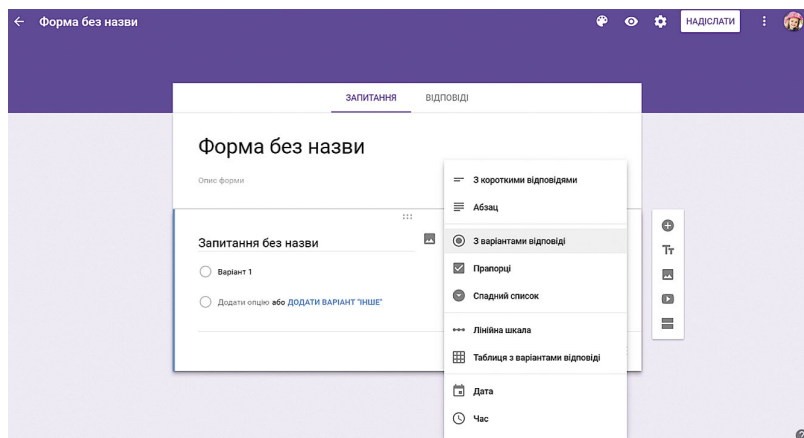 Форма без назви
НАДІСЛАТИ
ЗАПИТАННЯ ВІДПОВІДІ
Форма без назви
Опис форми
З короткими відповідями
Абзац
Запитання без назви
З варіантами відповіді
Tт
Варіант 1
Прапорці
Додати опцію або ДОДАТИ ВАРІАНТ "ІНШЕ"
Спадний список
Лінійна шкала
Таблиця з варіантами відповіді
Дата
Час